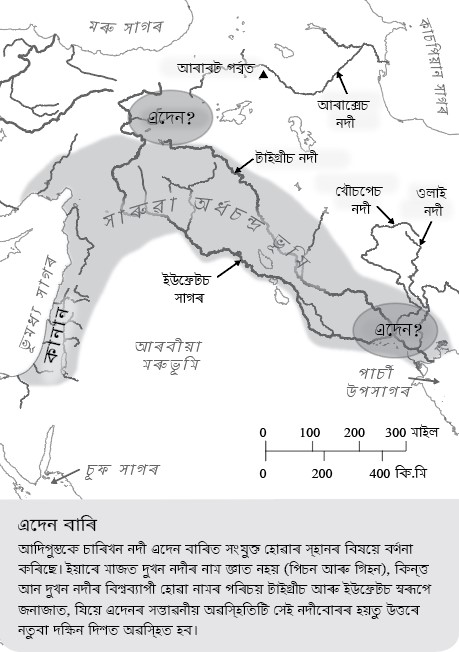 মৰু সাগৰ
কাচপিয়ান সাগৰ
আৰাৰট পৰ্বত
আৰাক্সেচ
নদী
এদেন?
টাইগ্ৰীচ নদী
খোঁচপেচ
নদী
ওলাই
নদী
সাৰুৱা অৰ্ধচন্দ্ৰ ভূমি
ইউফ্ৰেটচ
সাগৰ
ভূমধ্য সাগৰ
কানান
এদেন?
আৰবীয়া
মৰুভূমি
পাৰ্চী
উপসাগৰ
0 100 200 300 মাইল
0 200 400 কি.মি
চূফ সাগৰ
এদেন বাৰি
আদিপুস্তকে চাৰিখন নদী এদেন বাৰিত সংযুক্ত হোৱাৰ স্হানৰ বিষয়ে বৰ্ণনা
কৰিছে। ইয়াৰে মাজত দুখন নদীৰ নাম জ্ঞাত নহয় (পিচন আৰু গিহন), কিন্তু
আন দুখন নদীৰ বিশ্বব্যাপী হোৱা নামৰ পৰিচয় টাইগ্ৰীচ আৰু ইউফ্ৰেটচ স্বৰূপে
জনাজাত, যিয়ে এদেনৰ সম্ভাৱনীয় অৱস্হিতিটি সেই নদীবোৰৰ হয়তু উত্তৰে
নতুবা দক্ষিন দিশত অৱস্হিত হব।